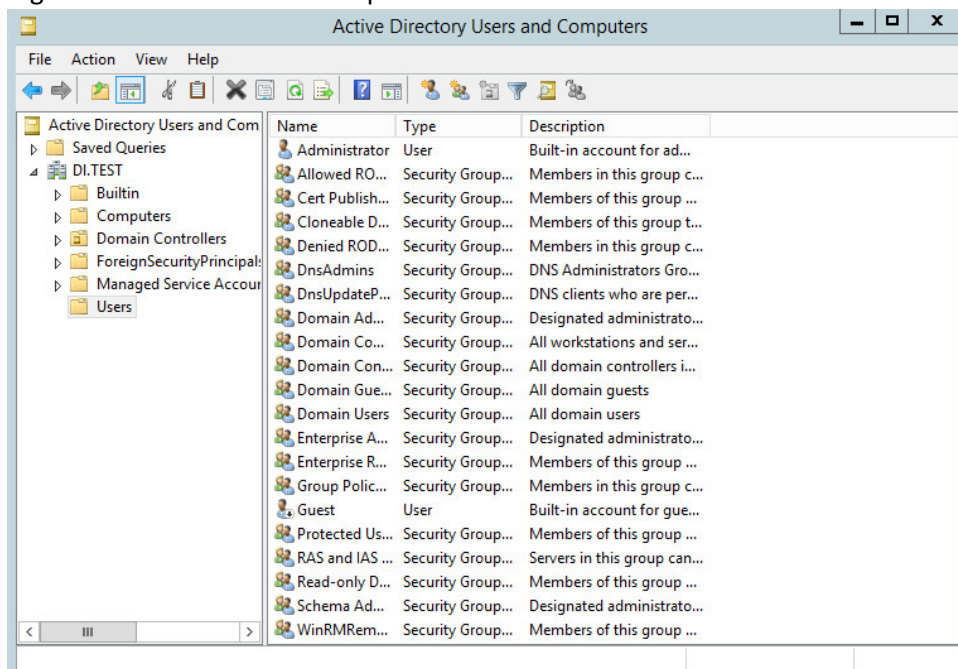 Active Directory Users and Computers
File Action View Help
Active Directory Users and Com
Saved Queries
DI.TEST
Builtin
Computers
Domain Controllers
ForeignSecurityPrincipal
Managed Service Accour
Users
Name Type Description
Administrator User Built-in account for ad...
Allowed RO... Security Group... Members in this group c...
Cert Publish... Security Group... Members of this group ...
Cloneable D... Security Group... Members of this group t...
Denied ROD... Security Group... Members in this group c...
DnsAdmins Security Group... DNS Administrators Gro...
DnsUpdateP... Security Group... DNS clients who are per...
Domain Ad... Security Group... Designated administrato...
Domain Co... Security Group... All workstations and ser...
Domain Con... Security Group... All domain controllers i...
Domain Gue... Security Group... All domain guests
Domain Users Security Group... All domain users
Enterprise A... Security Group... Designated administrato...
Enterprise R... Security Group... Members of this group ...
Group Polic... Security Group... Members in this group c...
Guest User Built-in account for gue...
Protected Us... Security Group... Members of this group ...
RAS and IAS ... Security Group... Servers in this group can...
Read-only D... Security Group... Members of this group ...
Schema Ad... Security Group... Designated administrato...
WinRMRem... Security Group... Members of this group ...